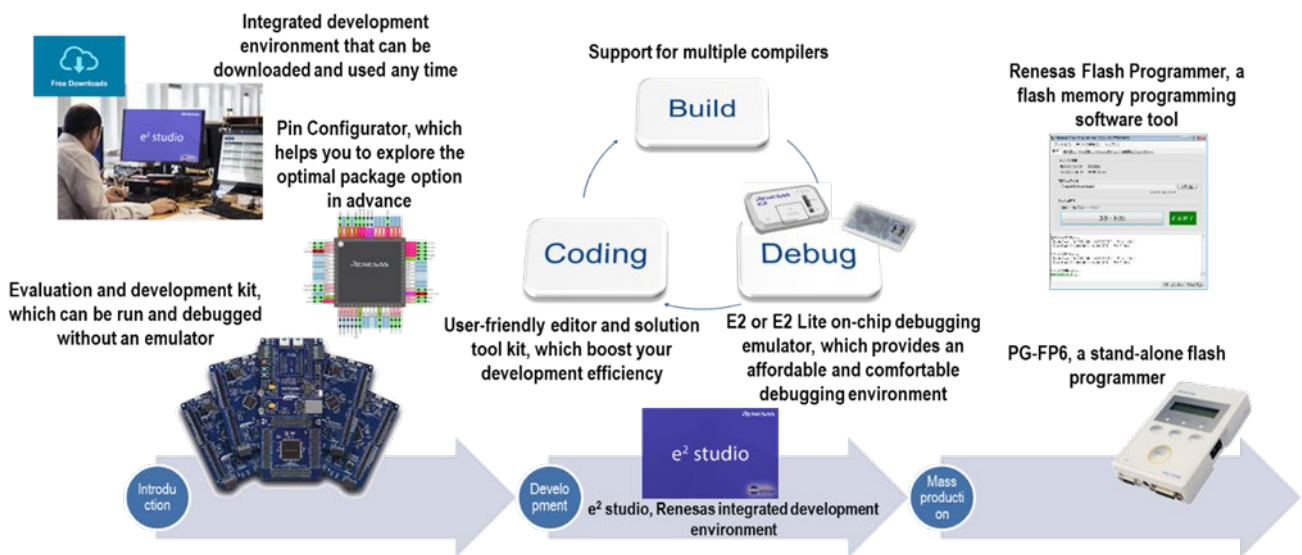 Integrated development
environment that can be
downloaded and used any time
Free Downloads
RENESAS
e² studio
Pin Configurator, which
helps you to explore the
optimal package option
in advance
RENESAS
Evaluation and development kit,
which can be run and debugged
without an emulator
Support for multiple compilers
Build
Coding
RENESAS
E2
Debug
User-friendly editor and solution
tool kit, which boost your
development efficiency
E2 or E2 Lite on-chip debugging
emulator, which provides an
affordable and comfortable
debugging environment
Renesas Flash Programmer, a
flash memory programming
software tool
PG-FP6, a stand-alone flash
programmer
Introdu
ction
Develo
pment
RENESAS
e² studio
e² studio, Renesas integrated development
environment
Mass
producti
on